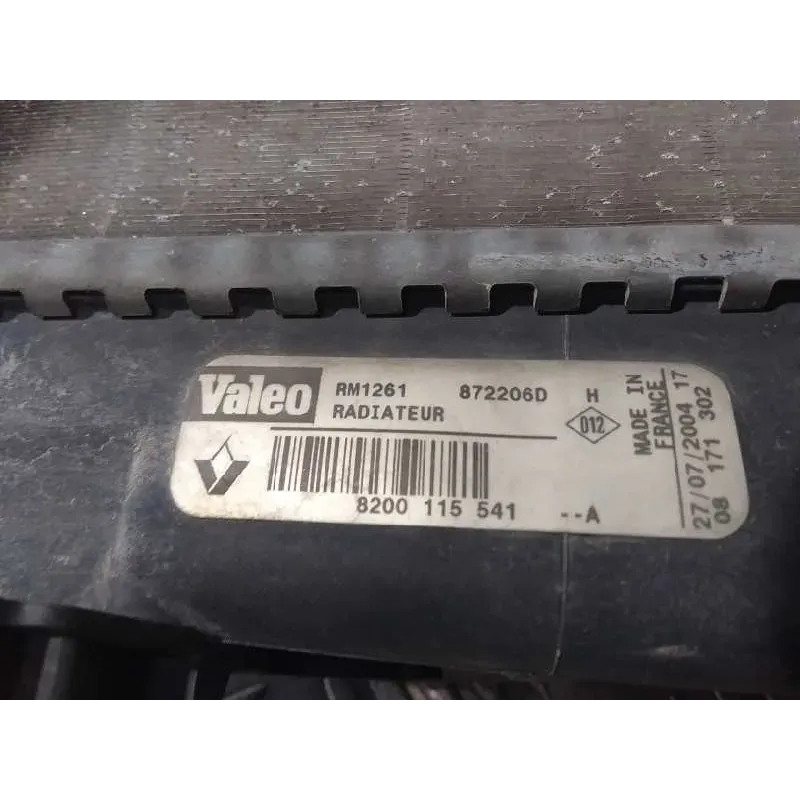 Valeo RM1261 872206D H
RADIATEUR 012
8200 115 541 --A
MADE IN
FRANCE
27/07/2004 17
08 171 302